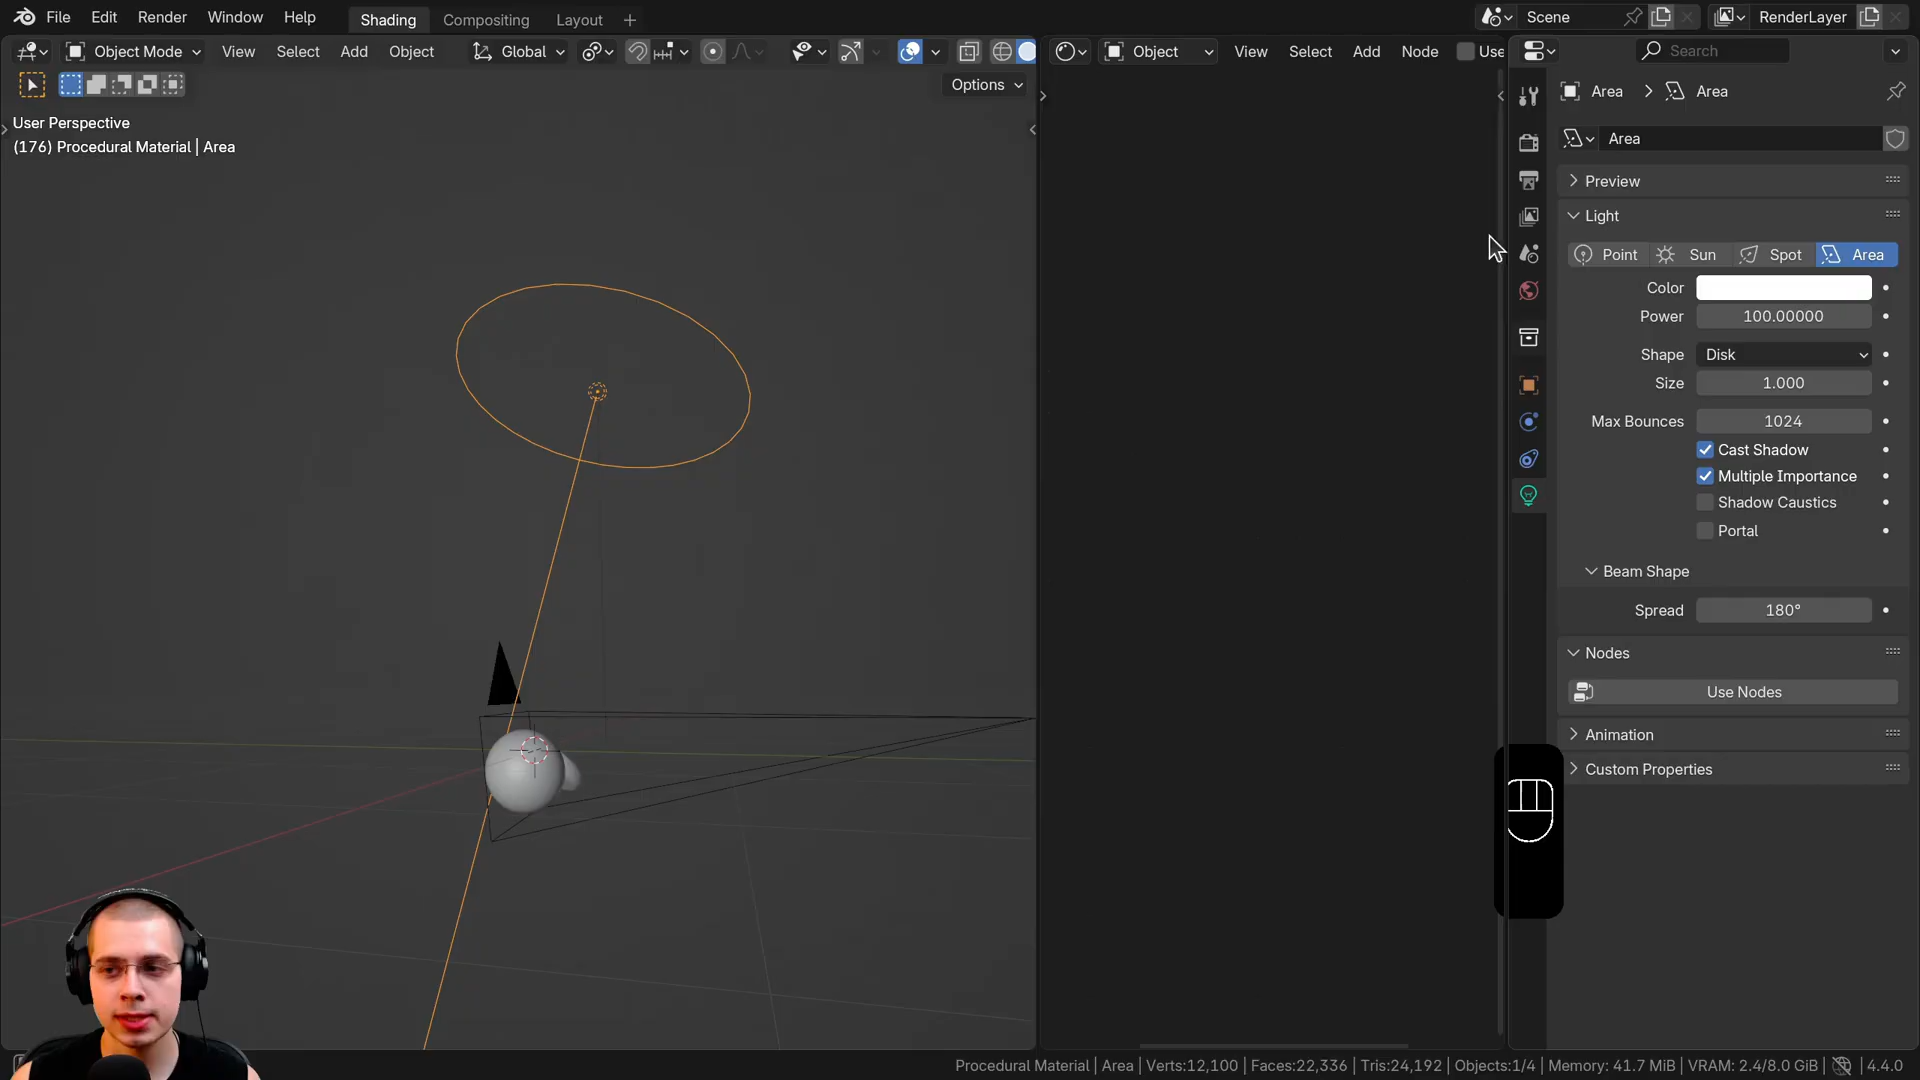 File Edit Render Window Help Shading Compositing Layout + Scene RenderLayer
Object Mode View Select Add Object Global Object View Select Add Node Use Search
Options
User Perspective
(176) Procedural Material | Area
Area Area
Area
Preview
Light
Point Sun Spot Area
Color
Power 100.00000
Shape Disk
Size 1.000
Max Bounces 1024
Cast Shadow
Multiple Importance
Shadow Caustics
Portal
Beam Shape
Spread 180°
Nodes
Use Nodes
Animation
Custom Properties
Procedural Material | Area | Verts:12,100 | Faces:22,336 | Tris:24,192 | Objects:1/4 | Memory: 41.7 MiB | VRAM: 2.4/8.0 GiB | 4.4.0